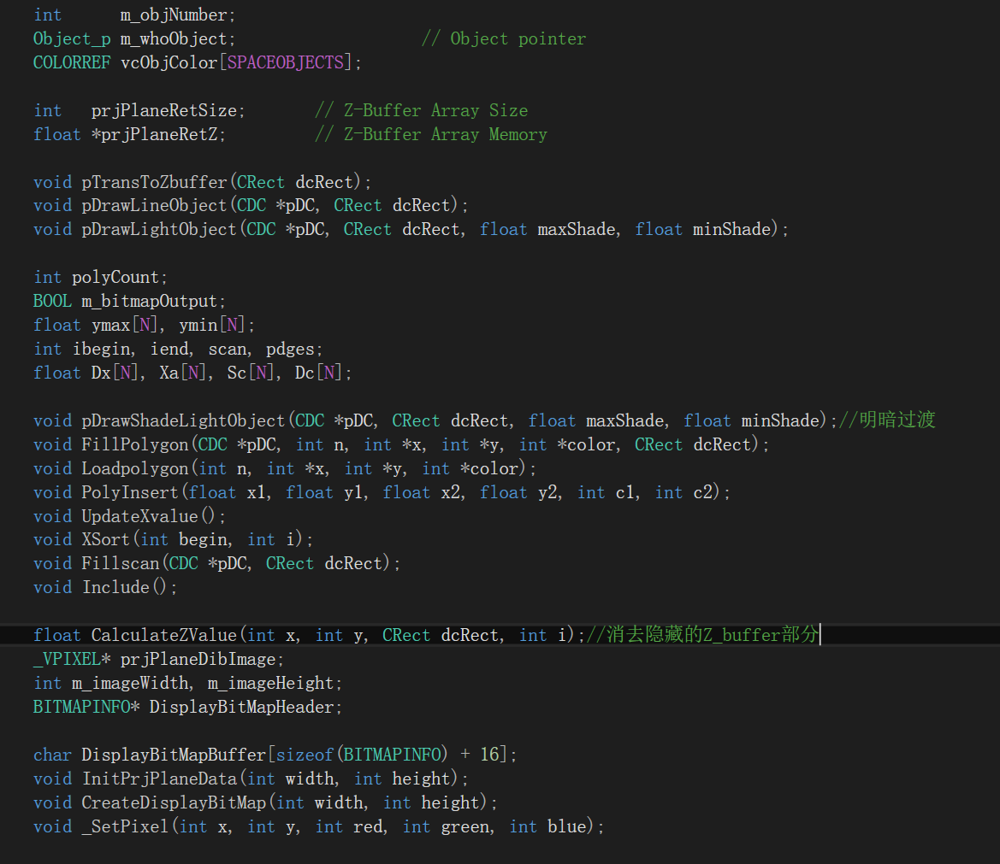 int      m_objNumber;
Object_p m_whoObject;                   // Object pointer
COLORREF vcObjColor[SPACEOBJECTS];
int   prjPlaneRetSize;       // Z-Buffer Array Size
float *prjPlaneRetZ;         // Z-Buffer Array Memory
void pTransToZbuffer(CRect dcRect);
void pDrawLineObject(CDC *pDC, CRect dcRect);
void pDrawLightObject(CDC *pDC, CRect dcRect, float maxShade, float minShade);
int polyCount;
BOOL m_bitmapOutput;
float ymax[N], ymin[N];
int ibegin, iend, scan, pdges;
float Dx[N], Xa[N], Sc[N], Dc[N];
void pDrawShadeLightObject(CDC *pDC, CRect dcRect, float maxShade, float minShade);//明暗过渡
void FillPolygon(CDC *pDC, int n, int *x, int *y, int *color, CRect dcRect);
void Loadpolygon(int n, int *x, int *y, int *color);
void PolyInsert(float x1, float y1, float x2, float y2, int c1, int c2);
void UpdateXvalue();
void XSort(int begin, int i);
void Fillscan(CDC *pDC, CRect dcRect);
void Include();
float CalculateZValue(int x, int y, CRect dcRect, int i);//消去隐藏的Z_buffer部分
_VPIXEL* prjPlaneDibImage;
int m_imageWidth, m_imageHeight;
BITMAPINFO* DisplayBitMapHeader;
char DisplayBitMapBuffer[sizeof(BITMAPINFO) + 16];
void InitPrjPlaneData(int width, int height);
void CreateDisplayBitMap(int width, int height);
void _SetPixel(int x, int y, int red, int green, int blue);